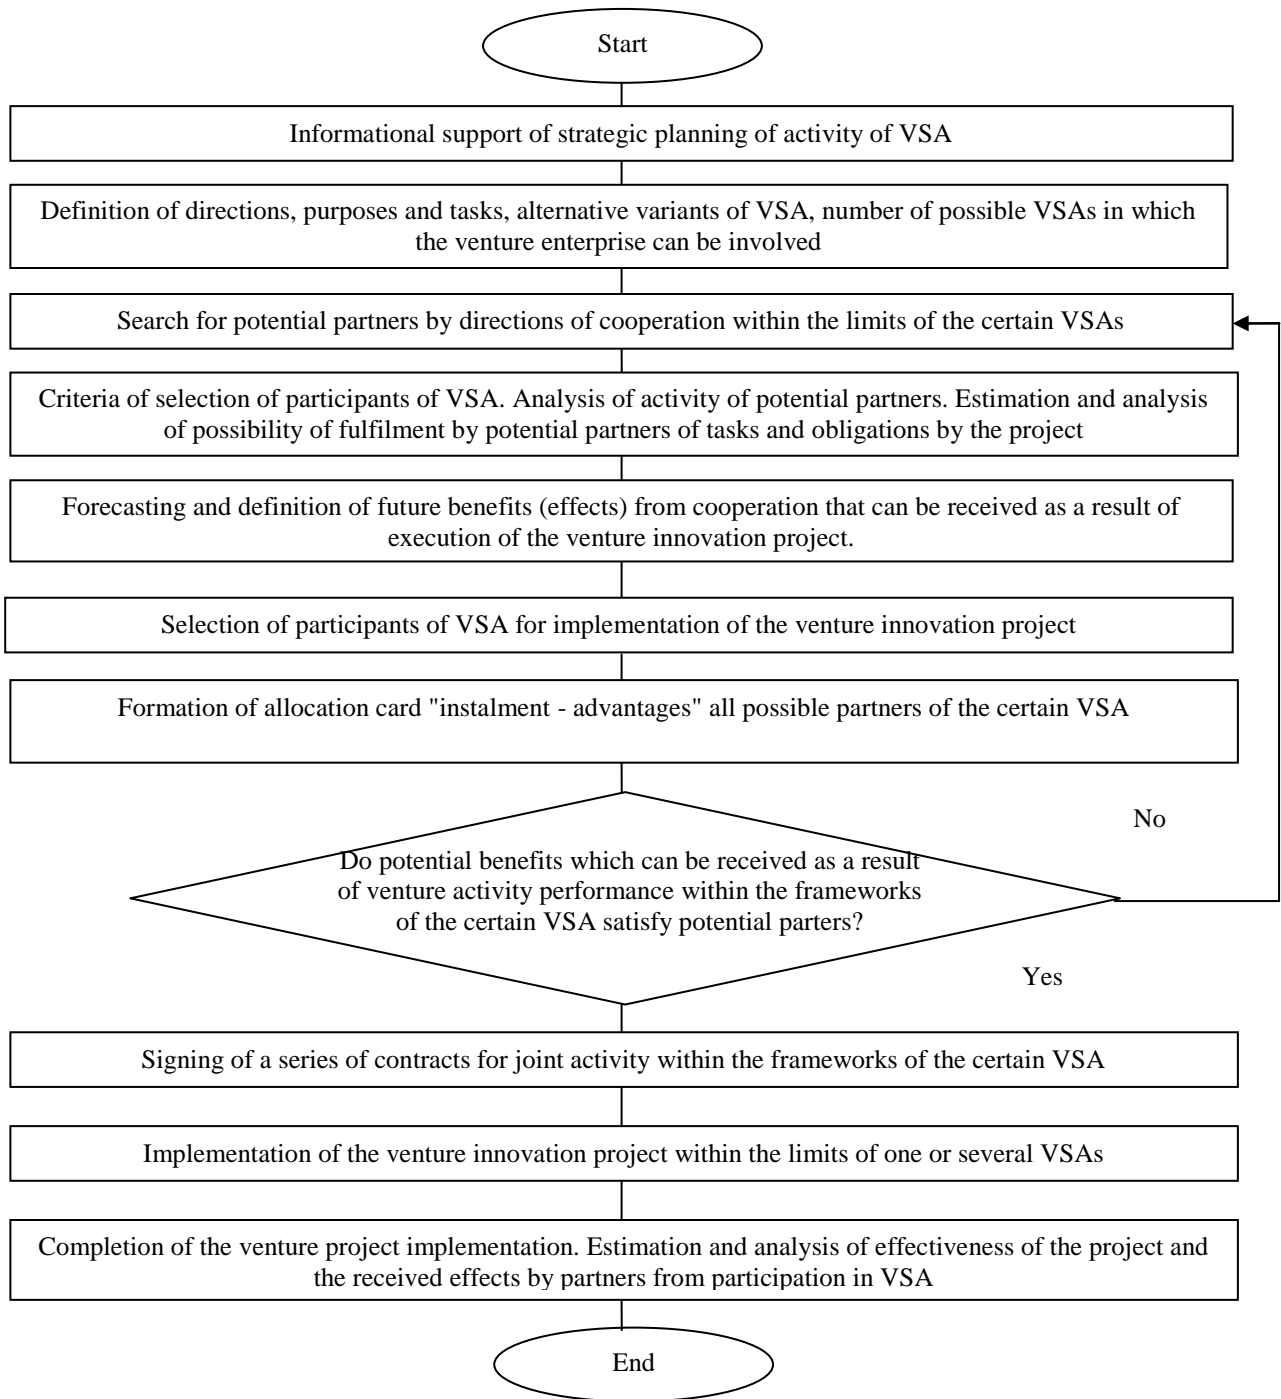 Start
Informational support of strategic planning of activity of VSA
Definition of directions, purposes and tasks, alternative variants of VSA, number of possible VSAs in which
the venture enterprise can be involved
Search for potential partners by directions of cooperation within the limits of the certain VSAs
Criteria of selection of participants of VSA. Analysis of activity of potential partners. Estimation and analysis
of possibility of fulfilment by potential partners of tasks and obligations by the project
Forecasting and definition of future benefits (effects) from cooperation that can be received as a result of
execution of the venture innovation project.
Selection of participants of VSA for implementation of the venture innovation project
Formation of allocation card "instalment - advantages" all possible partners of the certain VSA
No
Do potential benefits which can be received as a result
of venture activity performance within the frameworks
of the certain VSA satisfy potential parters?
Yes
Signing of a series of contracts for joint activity within the frameworks of the certain VSA
Implementation of the venture innovation project within the limits of one or several VSAs
Completion of the venture project implementation. Estimation and analysis of effectiveness of the project and
the received effects by partners from participation in VSA
End